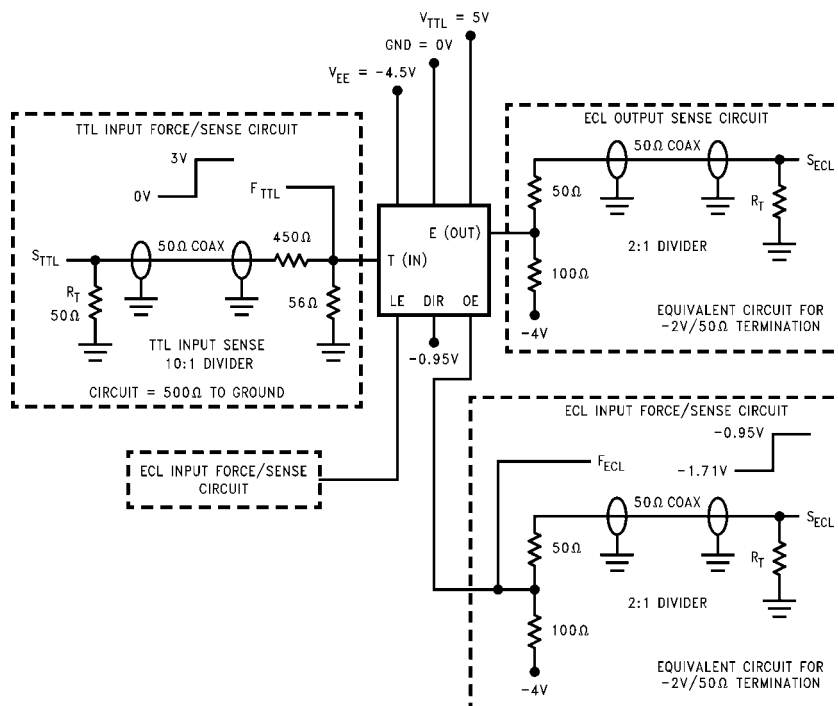 V_TTL = 5V
GND = 0V
V_EE = -4.5V
TTL INPUT FORCE/SENSE CIRCUIT
3V
0V
F_TTL
S_TTL
50Ω COAX
450Ω
R_T
50Ω
56Ω
TTL INPUT SENSE
10:1 DIVIDER
CIRCUIT = 500Ω TO GROUND
E (OUT)
T (IN)
LE DIR OE
-0.95V
ECL OUTPUT SENSE CIRCUIT
50Ω COAX
S_ECL
50Ω
R_T
2:1 DIVIDER
100Ω
-4V
EQUIVALENT CIRCUIT FOR
-2V/50Ω TERMINATION
ECL INPUT FORCE/SENSE
CIRCUIT
ECL INPUT FORCE/SENSE CIRCUIT
-0.95V
F_ECL
-1.71V
50Ω COAX
S_ECL
50Ω
R_T
2:1 DIVIDER
100Ω
-4V
EQUIVALENT CIRCUIT FOR
-2V/50Ω TERMINATION